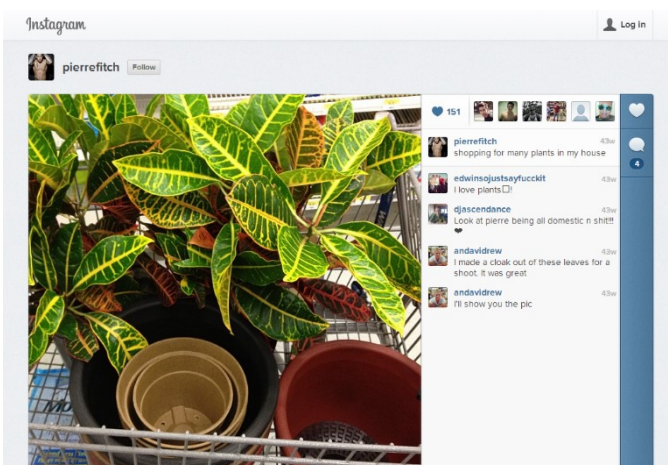 Instagram
Log in
pierrefitch Follow
151
pierrefitch 43w
shopping for many plants in my house
4
edwinsojustsayfucckit 43w
I love plants!
djascendance 43w
Look at pierre being all domestic n shit!!!
❤
andavidrew 43w
I made a cloak out of these leaves for a
shoot. It was great
andavidrew 43w
I'll show you the pic